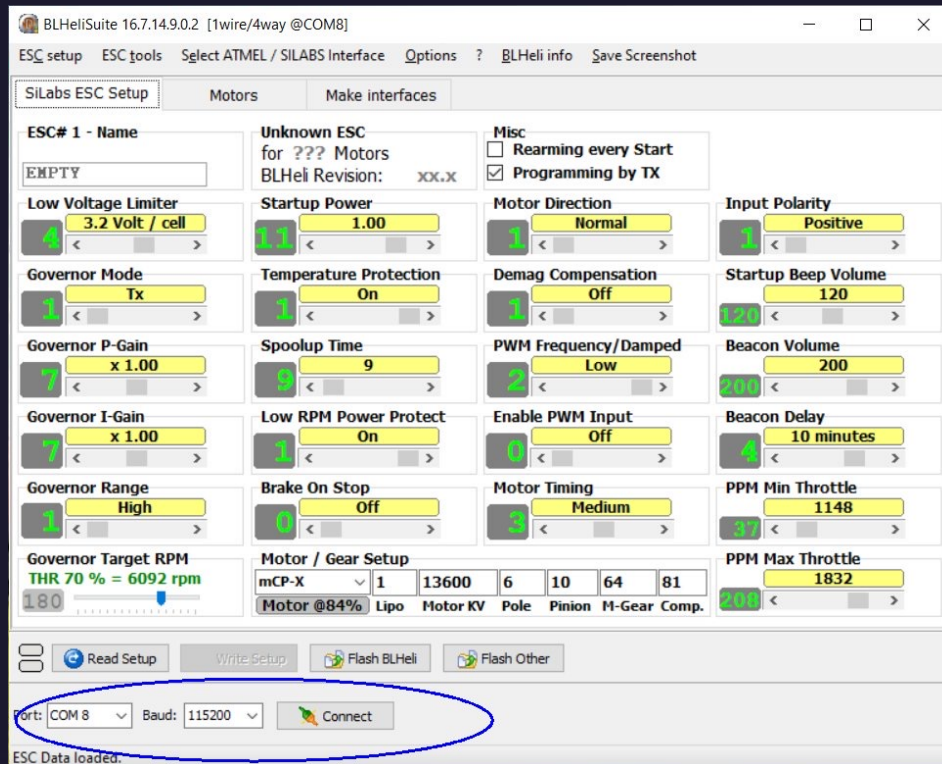 BLHeliSuite 16.7.14.9.0.2 [1wire/4way @COM8]
ESC setup ESC tools Select ATMEL / SILABS Interface Options ? BLHeli info Save Screenshot
SiLabs ESC Setup Motors Make interfaces
ESC# 1 - Name
EMPTY
Unknown ESC
for ??? Motors
BLHeli Revision: xx.x
Misc
Rearming every Start
Programming by TX
Low Voltage Limiter
4 3.2 Volt / cell
Startup Power
11 1.00
Motor Direction
1 Normal
Input Polarity
1 Positive
Governor Mode
1 Tx
Temperature Protection
1 On
Demag Compensation
1 Off
Startup Beep Volume
120 120
Governor P-Gain
7 x 1.00
Spoolup Time
9 9
PWM Frequency/Damped
2 Low
Beacon Volume
200 200
Governor I-Gain
7 x 1.00
Low RPM Power Protect
1 On
Enable PWM Input
0 Off
Beacon Delay
4 10 minutes
Governor Range
1 High
Brake On Stop
0 Off
Motor Timing
3 Medium
PPM Min Throttle
37 1148
Governor Target RPM
THR 70 % = 6092 rpm
180
Motor / Gear Setup
mCP-X 1 13600 6 10 64 81
Motor @84% Lipo Motor KV Pole Pinion M-Gear Comp.
PPM Max Throttle
208 1832
Read Setup Write Setup Flash BLHeli Flash Other
Port: COM 8 Baud: 115200 Connect
ESC Data loaded.